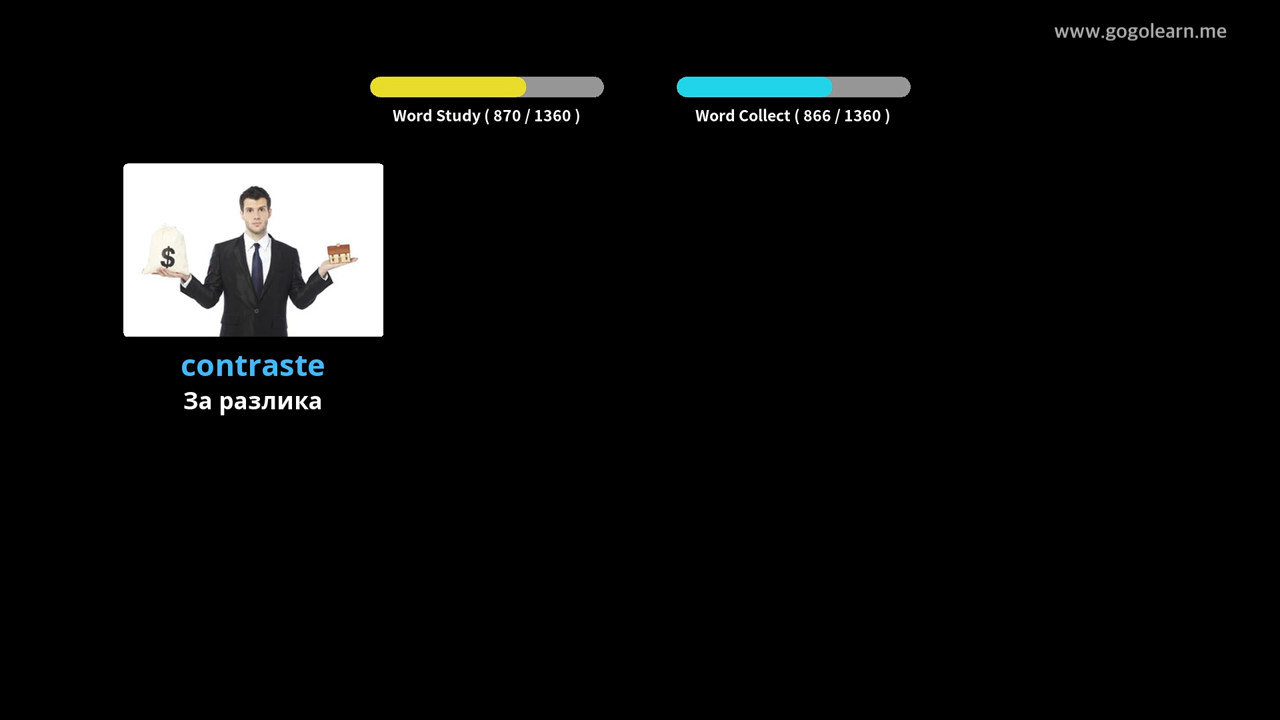 www.gogolearn.me
Word Study ( 870 / 1360 )
Word Collect ( 866 / 1360 )
$
contraste
За разлика